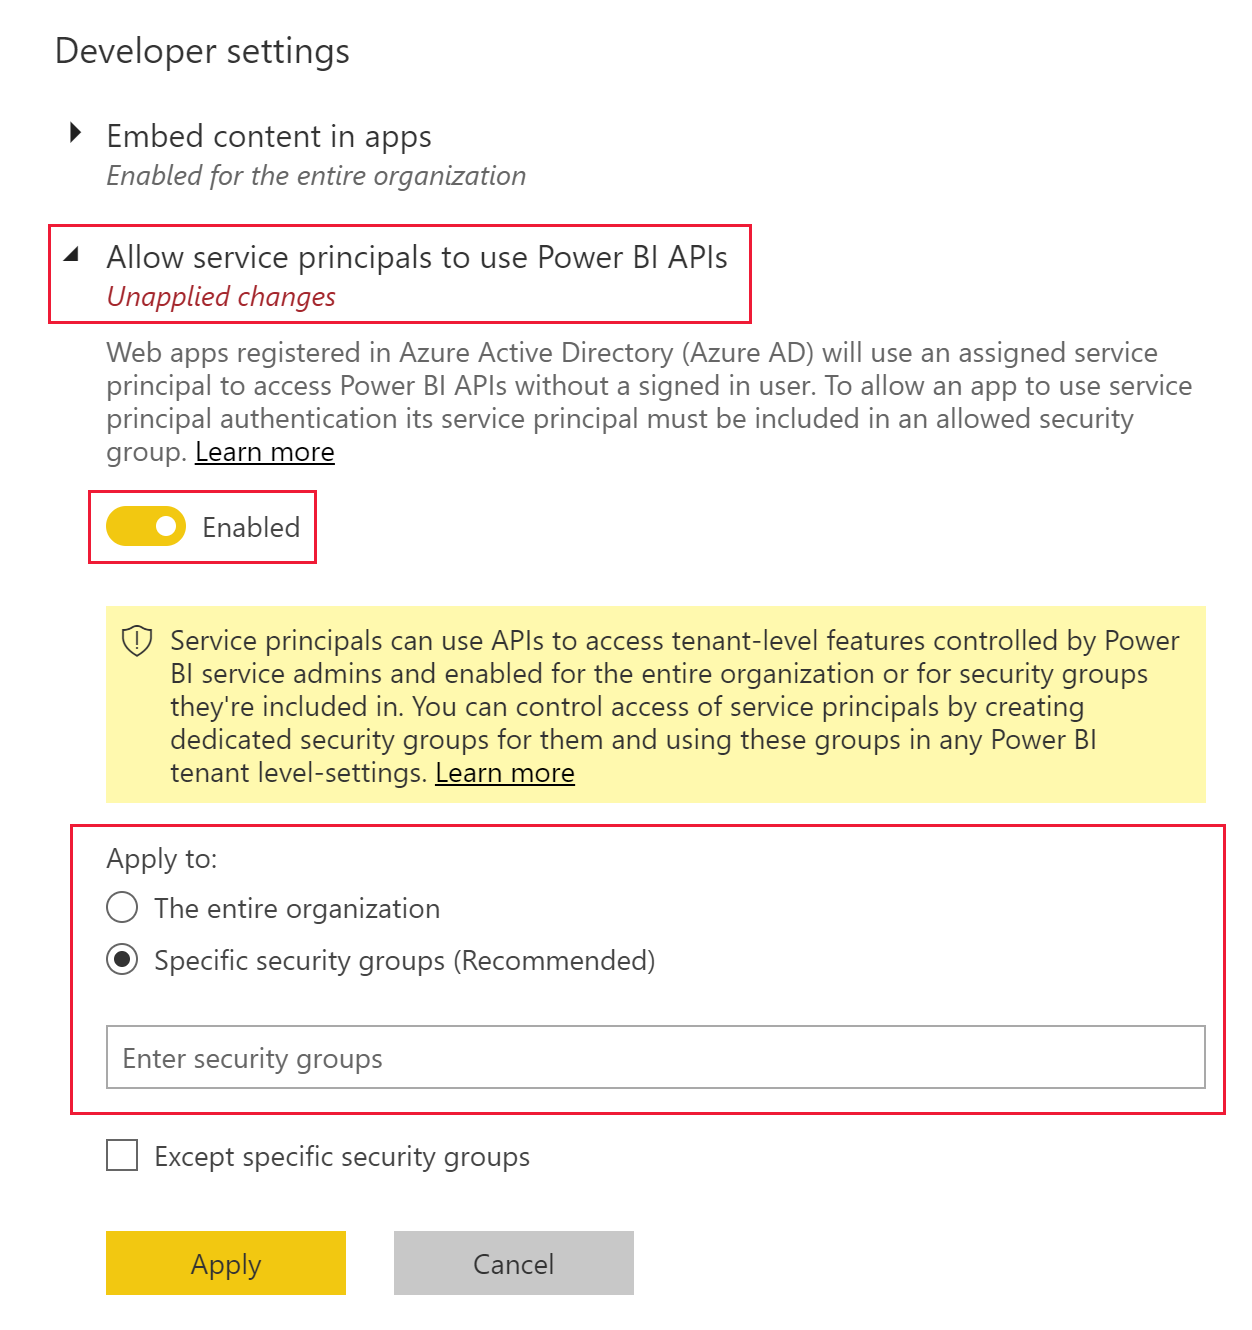 Developer settings
Embed content in apps
Enabled for the entire organization
Allow service principals to use Power BI APIs
Unapplied changes
Web apps registered in Azure Active Directory (Azure AD) will use an assigned service
principal to access Power BI APIs without a signed in user. To allow an app to use service
principal authentication its service principal must be included in an allowed security
group. Learn more
Enabled
Service principals can use APIs to access tenant-level features controlled by Power
BI service admins and enabled for the entire organization or for security groups
they're included in. You can control access of service principals by creating
dedicated security groups for them and using these groups in any Power BI
tenant level-settings. Learn more
Apply to:
The entire organization
Specific security groups (Recommended)
Enter security groups
Except specific security groups
Apply
Cancel